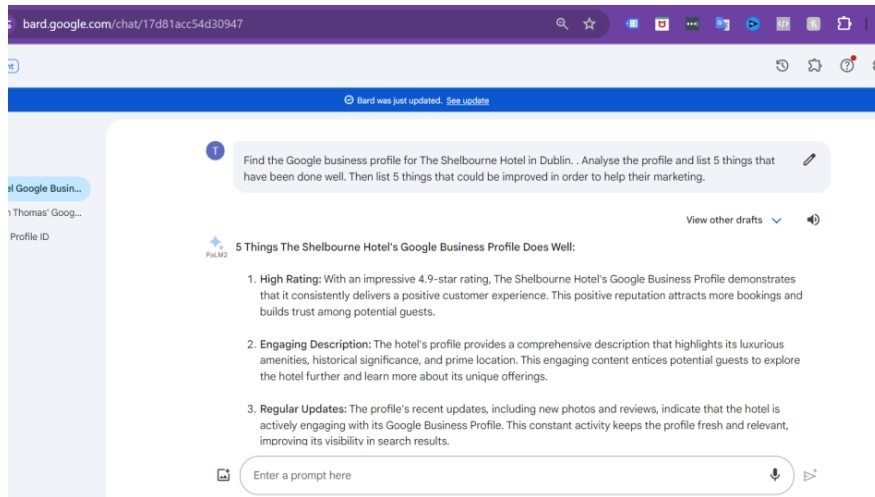 bard.google.com/chat/17d81acc54d30947
nt
Bard was just updated. See update
T
Find the Google business profile for The Shelbourne Hotel in Dublin. . Analyse the profile and list 5 things that
have been done well. Then list 5 things that could be improved in order to help their marketing.
el Google Busin...
n Thomas' Goog...
Profile ID
View other drafts
PaLM2
5 Things The Shelbourne Hotel's Google Business Profile Does Well:
1. High Rating: With an impressive 4.9-star rating, The Shelbourne Hotel's Google Business Profile demonstrates
that it consistently delivers a positive customer experience. This positive reputation attracts more bookings and
builds trust among potential guests.
2. Engaging Description: The hotel's profile provides a comprehensive description that highlights its luxurious
amenities, historical significance, and prime location. This engaging content entices potential guests to explore
the hotel further and learn more about its unique offerings.
3. Regular Updates: The profile's recent updates, including new photos and reviews, indicate that the hotel is
actively engaging with its Google Business Profile. This constant activity keeps the profile fresh and relevant,
improving its visibility in search results.
Enter a prompt here